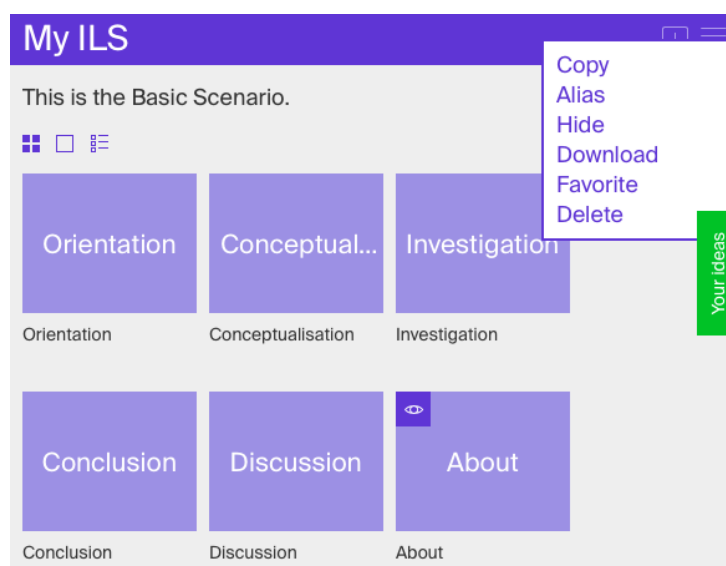 My ILS
Copy
Alias
Hide
Download
Favorite
Delete
This is the Basic Scenario.
Your ideas
Orientation
Conceptual...
Investigation
Orientation
Conceptualisation
Investigation
Conclusion
Discussion
About
Conclusion
Discussion
About